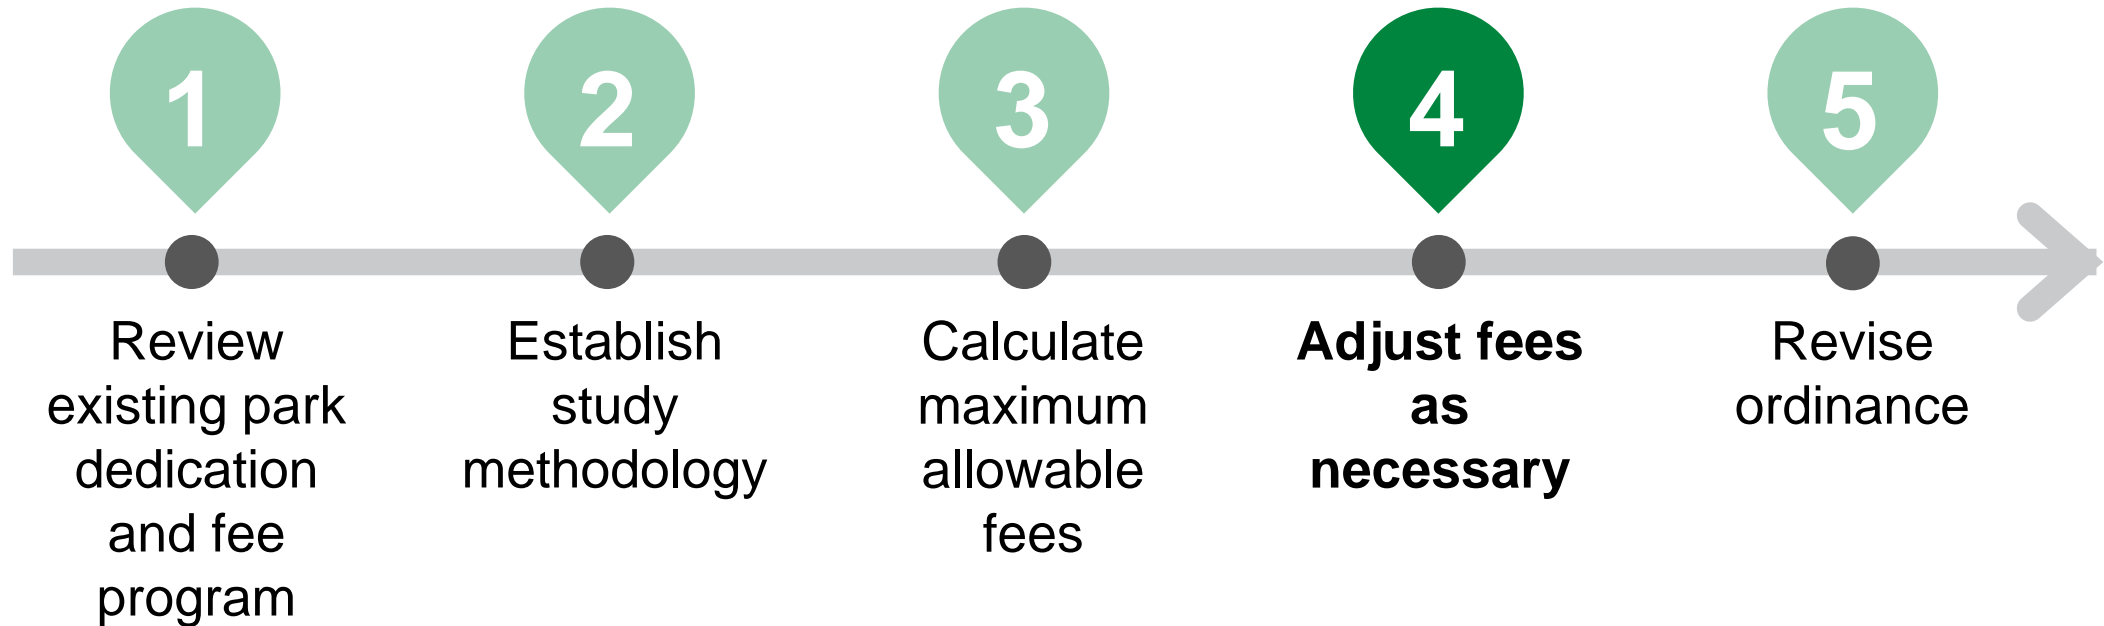 1
2
3
4
5
Review
existing park
dedication
and fee
program
Establish
study
methodology
Calculate
maximum
allowable
fees
Adjust fees
as
necessary
Revise
ordinance